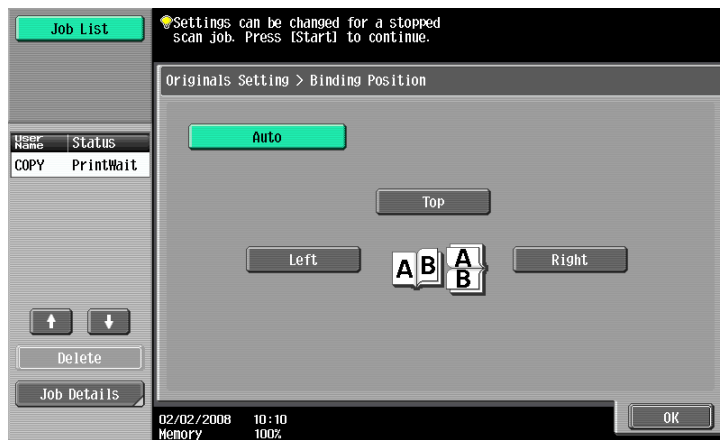 Job List
Settings can be changed for a stopped
scan job. Press [Start] to continue.
Originals Setting > Binding Position
User Name Status
COPY PrintWait
Auto
Top
Left
A B
A
B
Right
Delete
Job Details
02/02/2008 10:10
Memory 100%
OK